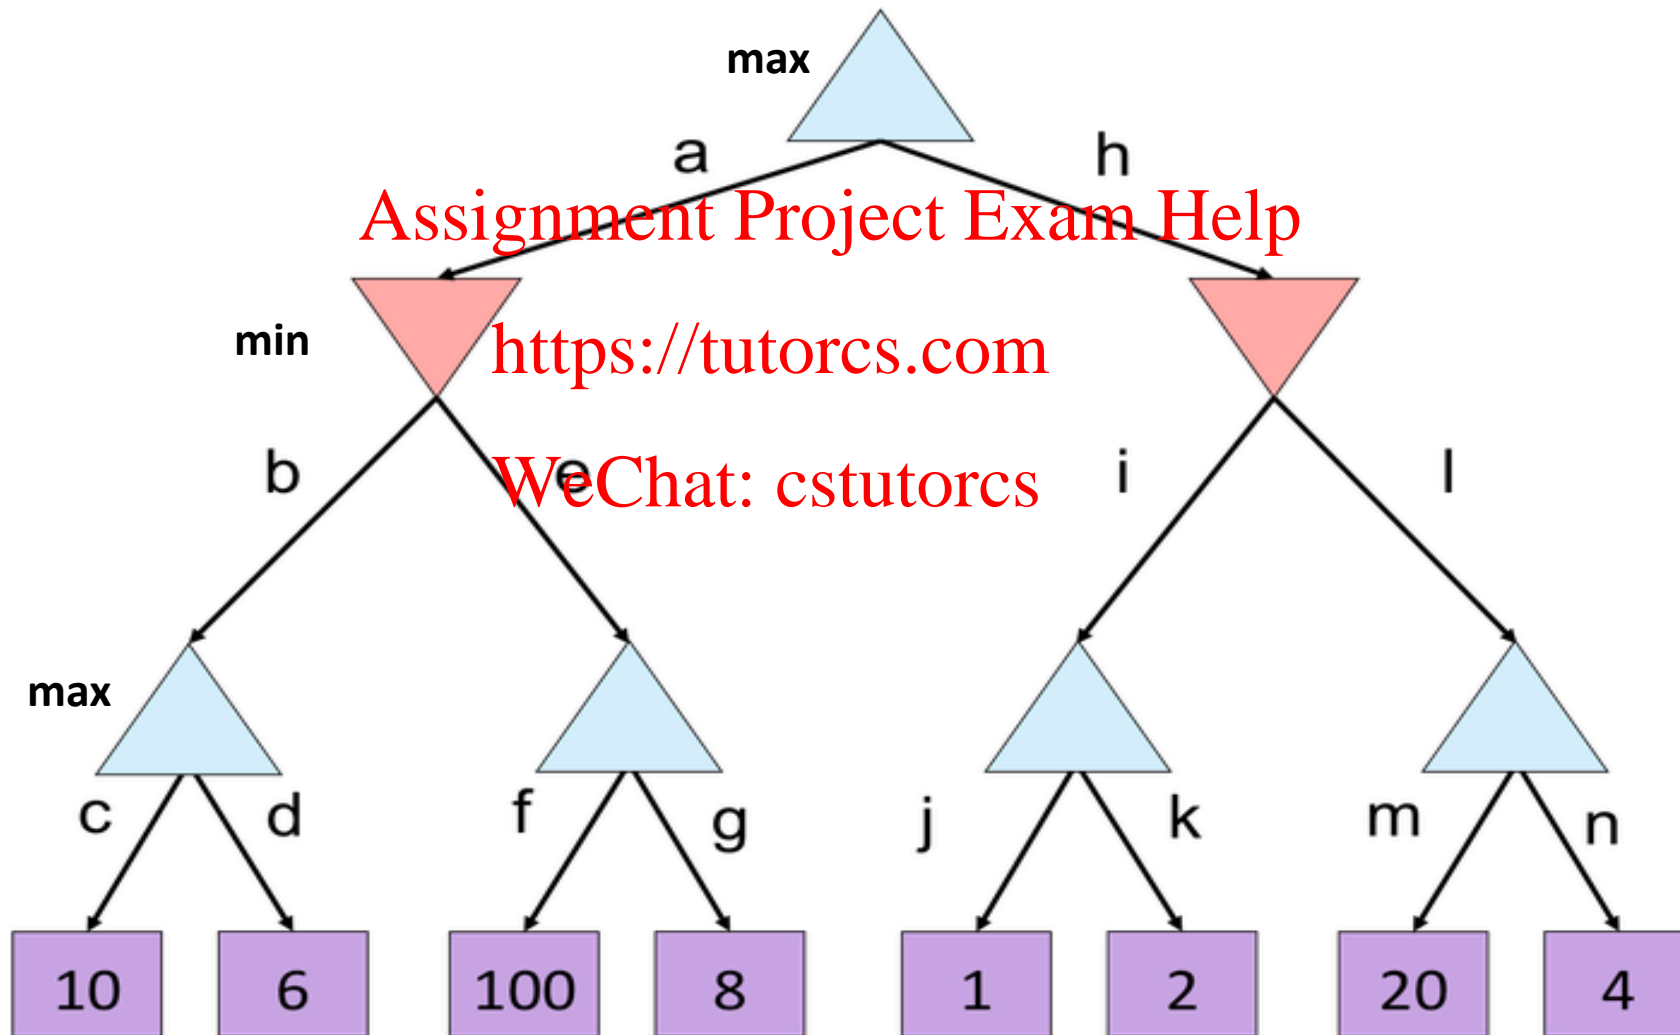 max
a h
Assignment Project Exam Help
min
https://tutorcs.com
b e i l
WeChat: cstutorcs
max
c d f g j k m n
10 6 100 8 1 2 20 4